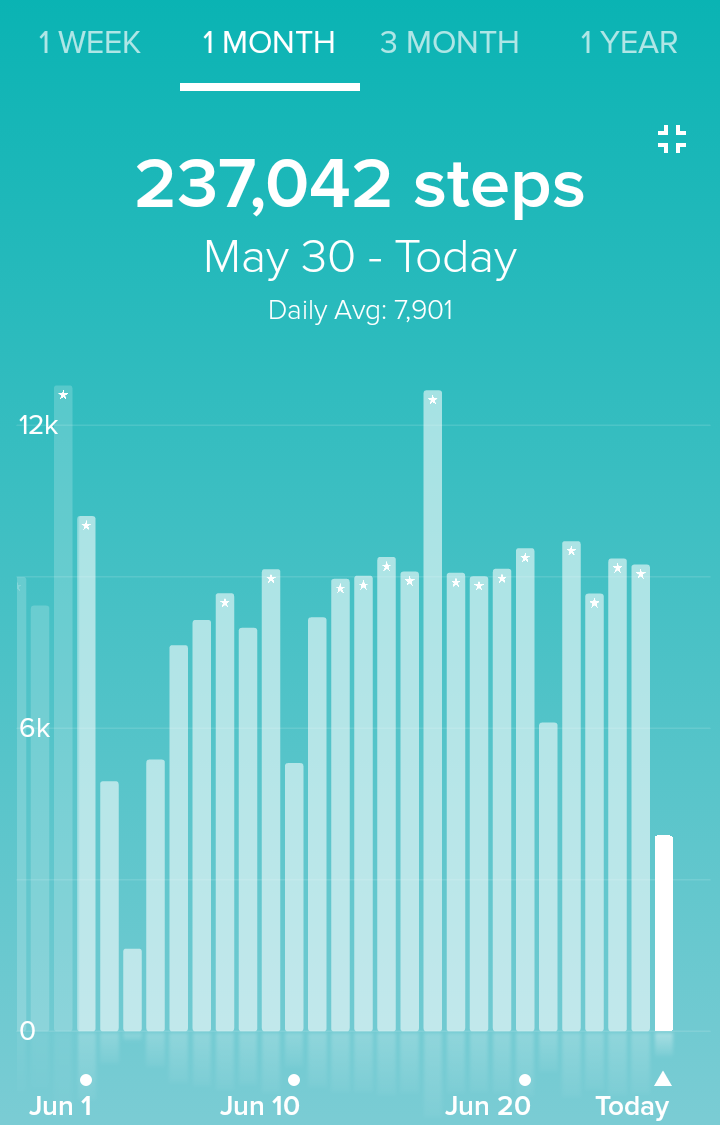 1 WEEK 1 MONTH 3 MONTH 1 YEAR
237,042 steps
May 30 - Today
Daily Avg: 7,901
12k
6k
0
Jun 1 Jun 10 Jun 20 Today